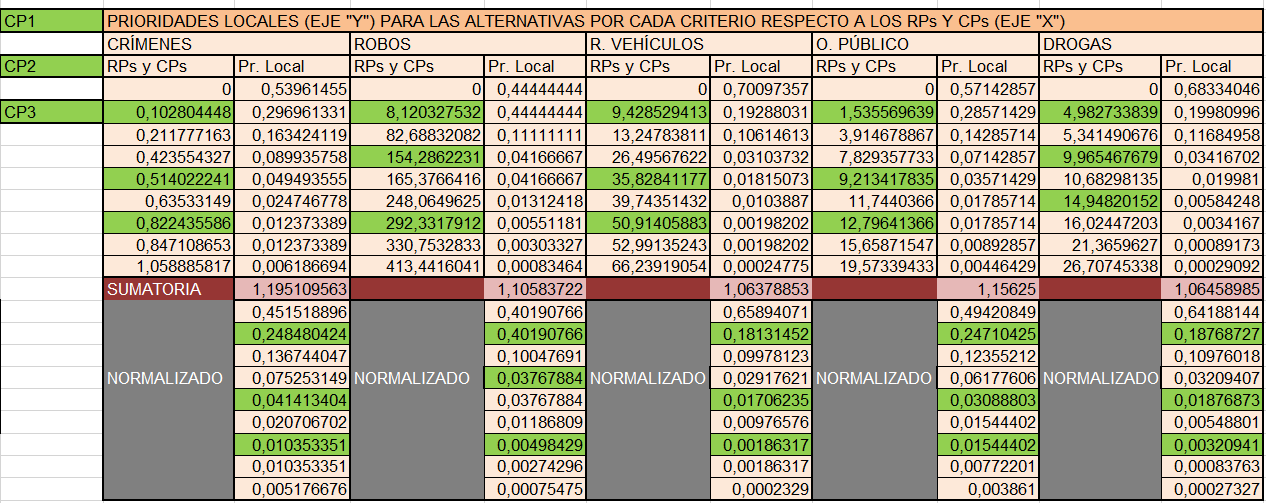 CP1 PRIORIDADES LOCALES (EJE "Y") PARA LAS ALTERNATIVAS POR CADA CRITERIO RESPECTO A LOS RPs Y CPs (EJE "X")
CRÍMENES ROBOS R. VEHÍCULOS O. PÚBLICO DROGAS
CP2 RPs y CPs Pr. Local RPs y CPs Pr. Local RPs y CPs Pr. Local RPs y CPs Pr. Local RPs y CPs Pr. Local
0 0,53961455 0 0,44444444 0 0,70097357 0 0,57142857 0 0,68334046
CP3 0,102804448 0,296961331 8,120327532 0,44444444 9,428529413 0,19288031 1,535569639 0,28571429 4,982733839 0,19980996
0,211777163 0,163424119 82,68832082 0,11111111 13,24783811 0,10614613 3,914678867 0,14285714 5,341490676 0,11684958
0,423554327 0,089935758 154,2862231 0,04166667 26,49567622 0,03103732 7,829357733 0,07142857 9,965467679 0,03416702
0,514022241 0,049493555 165,3766416 0,04166667 35,82841177 0,01815073 9,213417835 0,03571429 10,68298135 0,019981
0,63533149 0,024746778 248,0649625 0,01312418 39,74351432 0,0103887 11,7440366 0,01785714 14,94820152 0,00584248
0,822435586 0,012373389 292,3317912 0,00551181 50,91405883 0,00198202 12,79641366 0,01785714 16,02447203 0,0034167
0,847108653 0,012373389 330,7532833 0,00303327 52,99135243 0,00198202 15,65871547 0,00892857 21,3659627 0,00089173
1,058885817 0,006186694 413,4416041 0,00083464 66,23919054 0,00024775 19,57339433 0,00446429 26,70745338 0,00029092
SUMATORIA 1,195109563 1,10583722 1,06378853 1,15625 1,06458985
0,451518896 0,40190766 0,65894071 0,49420849 0,64188144
0,248480424 0,40190766 0,18131452 0,24710425 0,18768727
0,136744047 0,10047691 0,09978123 0,12355212 0,10976018
NORMALIZADO 0,075253149 NORMALIZADO 0,03767884 NORMALIZADO 0,02917621 NORMALIZADO 0,06177606 NORMALIZADO 0,03209407
0,041413404 0,03767884 0,01706235 0,03088803 0,01876873
0,020706702 0,01186809 0,00976576 0,01544402 0,00548801
0,010353351 0,00498429 0,00186317 0,01544402 0,00320941
0,010353351 0,00274296 0,00186317 0,00772201 0,00083763
0,005176676 0,00075475 0,0002329 0,003861 0,00027327